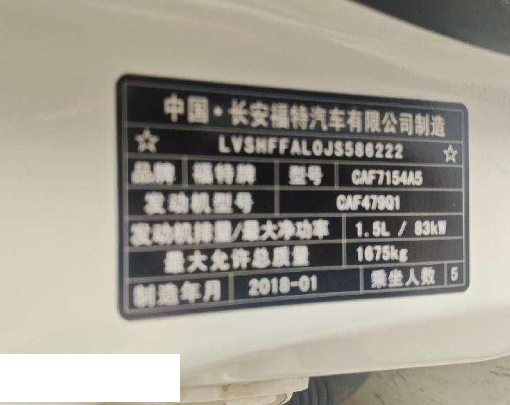 中国·长安福特汽车有限公司制造
☆ LVSHFFAL0JS586222 ☆
品牌 福特牌 型号 CAF7154A5
发动机型号 CAF479Q1
发动机排量/最大净功率 1.5L / 83kW
最大允许总质量 1675kg
制造年月 2018-01 乘坐人数 5